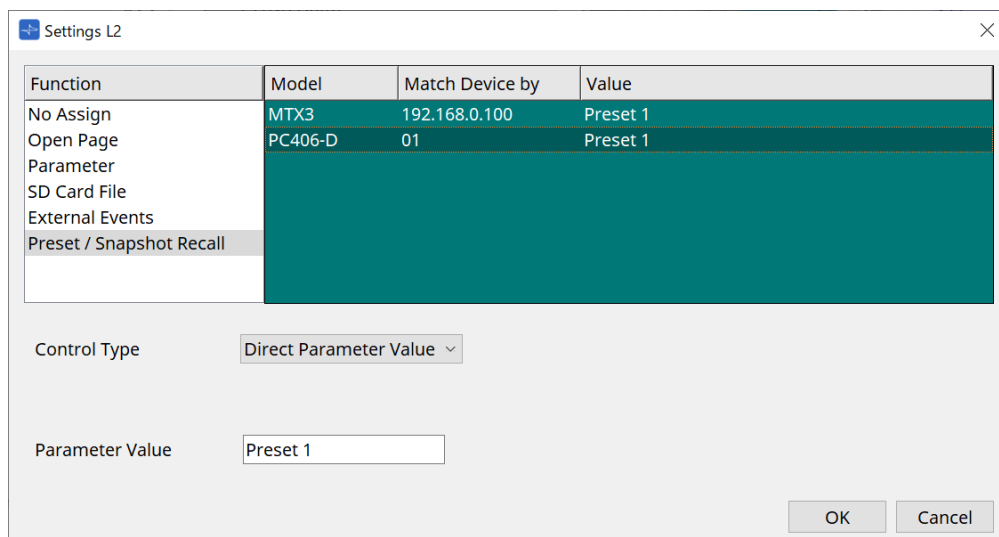 Settings L2
Function Model Match Device by Value
No Assign MTX3 192.168.0.100 Preset 1
Open Page PC406-D 01 Preset 1
Parameter
SD Card File
External Events
Preset / Snapshot Recall
Control Type Direct Parameter Value
Parameter Value Preset 1
OK Cancel